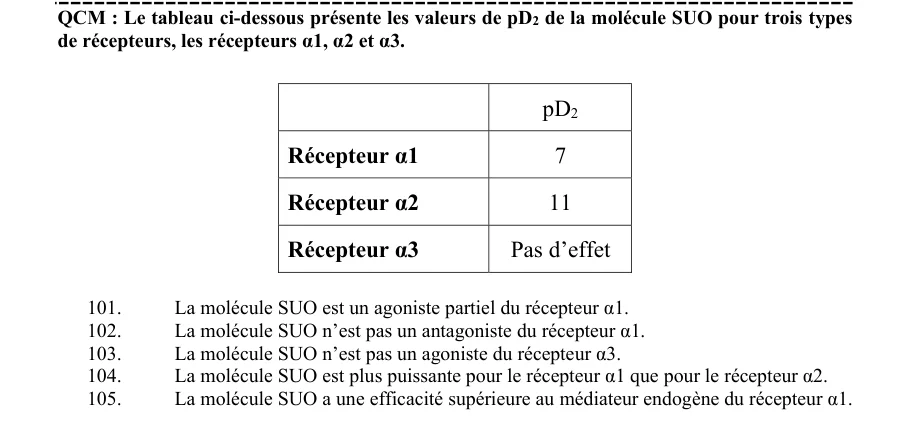 QCM : Le tableau ci-dessous présente les valeurs de pD₂ de la molécule SUO pour trois types
de récepteurs, les récepteurs α1, α2 et α3.
pD₂
Récepteur α1 7
Récepteur α2 11
Récepteur α3 Pas d’effet
101. La molécule SUO est un agoniste partiel du récepteur α1.
102. La molécule SUO n’est pas un antagoniste du récepteur α1.
103. La molécule SUO n’est pas un agoniste du récepteur α3.
104. La molécule SUO est plus puissante pour le récepteur α1 que pour le récepteur α2.
105. La molécule SUO a une efficacité supérieure au médiateur endogène du récepteur α1.